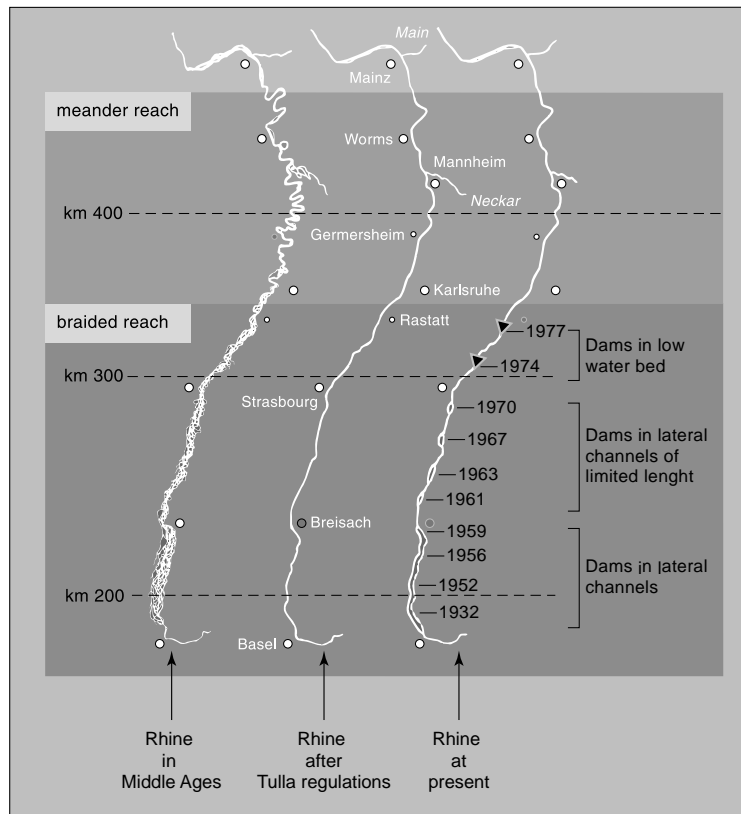 Main
Mainz
meander reach
Worms
Mannheim
Neckar
km 400
Germersheim
Karlsruhe
braided reach
Rastatt
1977
Dams in low
water bed
1974
km 300
Strasbourg
1970
1967
Dams in lateral
channels of
limited lenght
1963
1961
Breisach
1959
1956
Dams in lateral
channels
1952
km 200
1932
Basel
Rhine
in
Middle Ages
Rhine
after
Tulla regulations
Rhine
at
present